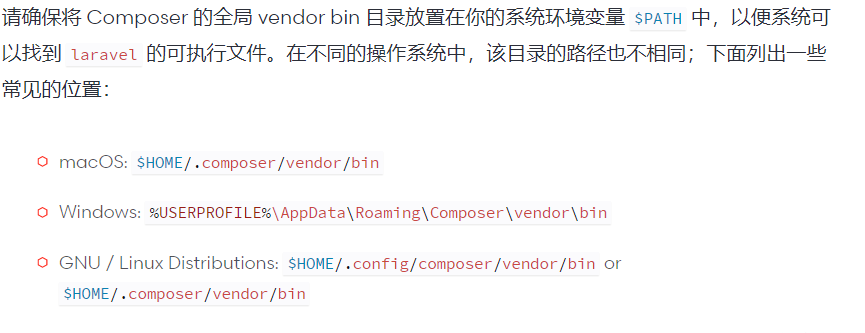 请确保将 Composer 的全局 vendor bin 目录放置在你的系统环境变量 $PATH 中，以便系统可
以找到 laravel 的可执行文件。在不同的操作系统中，该目录的路径也不相同；下面列出一些
常见的位置：
macOS: $HOME/.composer/vendor/bin
Windows: %USERPROFILE%\AppData\Roaming\Composer\vendor\bin
GNU / Linux Distributions: $HOME/.config/composer/vendor/bin or
$HOME/.composer/vendor/bin